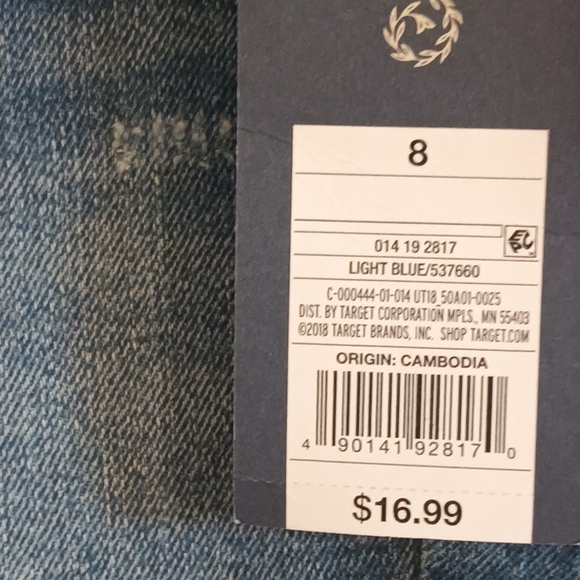 8
014 19 2817
LIGHT BLUE/537660
C-000444-01-014 UT18_50A01-0025
DIST. BY TARGET CORPORATION MPLS., MN 55403
©2018 TARGET BRANDS, INC. SHOP TARGET.COM
ORIGIN: CAMBODIA
4 90141 92817 0
$16.99